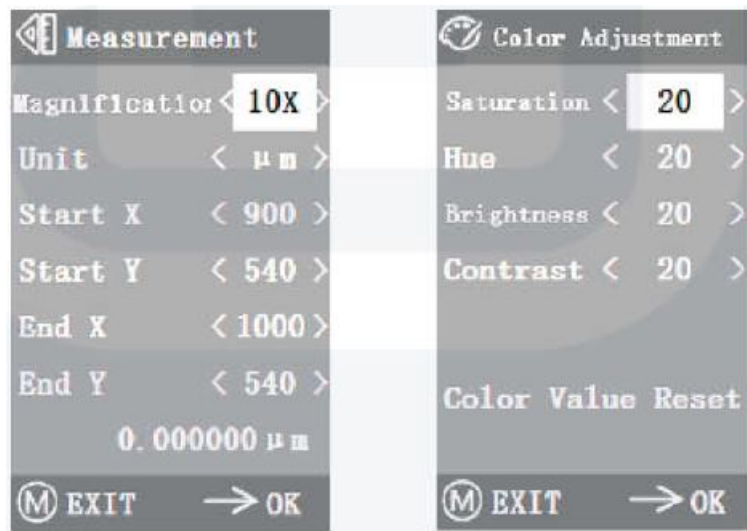 Measurement
Magnification < 10X >
Unit < μm >
Start X < 900 >
Start Y < 540 >
End X < 1000 >
End Y < 540 >
0.000000 μm
M EXIT → OK
Color Adjustment
Saturation < 20 >
Hue < 20 >
Brightness < 20 >
Contrast < 20 >
Color Value Reset
M EXIT → OK